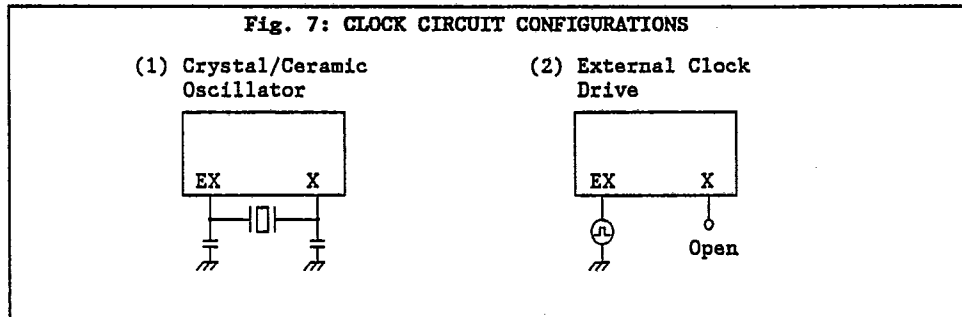 Fig. 7: CLOCK CIRCUIT CONFIGURATIONS
(1) Crystal/Ceramic
Oscillator
EX X
(2) External Clock
Drive
EX X
Open